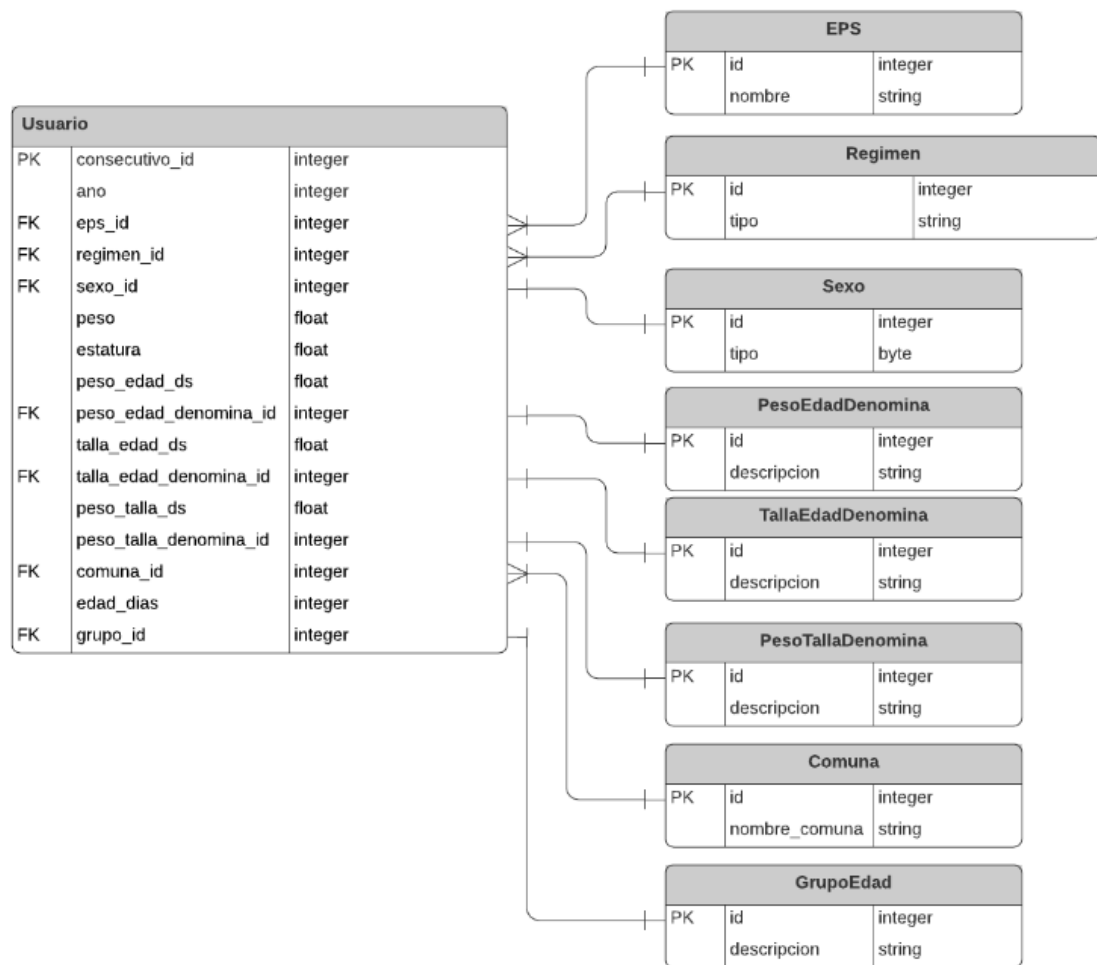 Usuario
PK consecutivo_id integer
ano integer
FK eps_id integer
FK regimen_id integer
FK sexo_id integer
peso float
estatura float
peso_edad_ds float
FK peso_edad_denomina_id integer
talla_edad_ds float
FK talla_edad_denomina_id integer
peso_talla_ds float
peso_talla_denomina_id integer
FK comuna_id integer
edad_dias integer
FK grupo_id integer
EPS
PK id integer
nombre string
Regimen
PK id integer
tipo string
Sexo
PK id integer
tipo byte
PesoEdadDenomina
PK id integer
descripcion string
TallaEdadDenomina
PK id integer
descripcion string
PesoTallaDenomina
PK id integer
descripcion string
Comuna
PK id integer
nombre_comuna string
GrupoEdad
PK id integer
descripcion string